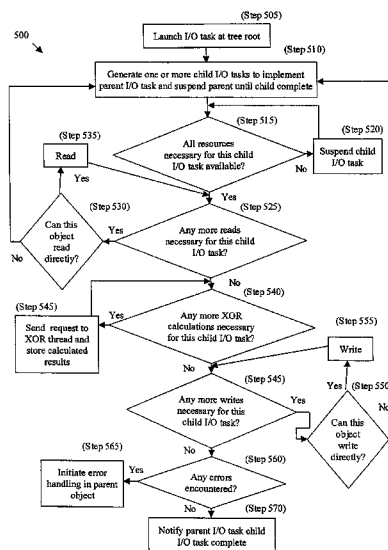 500
(Step 505)
Launch I/O task at tree root
(Step 510)
Generate one or more child I/O tasks to implement
parent I/O task and suspend parent until child complete
(Step 515)
All resources
necessary for this child
I/O task available?
No
(Step 520)
Suspend child
I/O task
(Step 535)
Read
Yes
Yes
(Step 530)
Can this
object
read
directly?
No
Yes
(Step 525)
Any more reads
necessary for this child
I/O task?
No
(Step 540)
Any more XOR
calculations necessary
for this child I/O task?
Yes
(Step 545)
Send request to
XOR thread and
store calculated
results
No
(Step 555)
Write
(Step 545)
Any more writes
necessary for this
child I/O task?
Yes
Yes
(Step 550)
Can this
object
write
directly?
No
No
(Step 560)
Any errors
encountered?
Yes
(Step 565)
Initiate error
handling in parent
object
No
(Step 570)
Notify parent I/O task child
I/O task complete